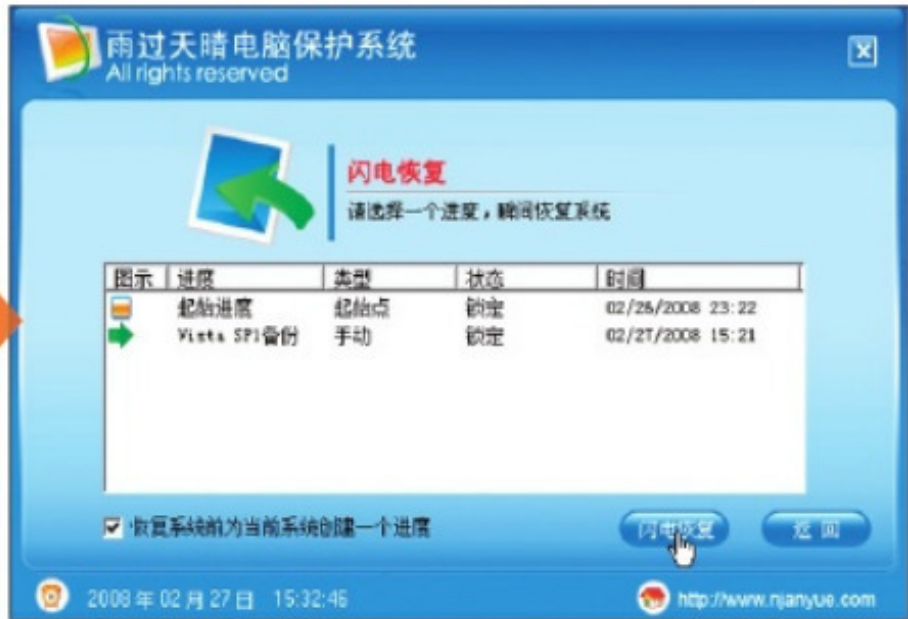 雨过天晴电脑保护系统
All rights reserved
闪电恢复
请选择一个进度，瞬间恢复系统
图示 进度 类型 状态 时间
起始进度 起始点 锁定 02/26/2008 23:22
Vista SP1备份 手动 锁定 02/27/2008 15:21
恢复系统前为当前系统创建一个进度
闪电恢复 返回
2008年02月27日 15:32:46 http://www.njanyue.com